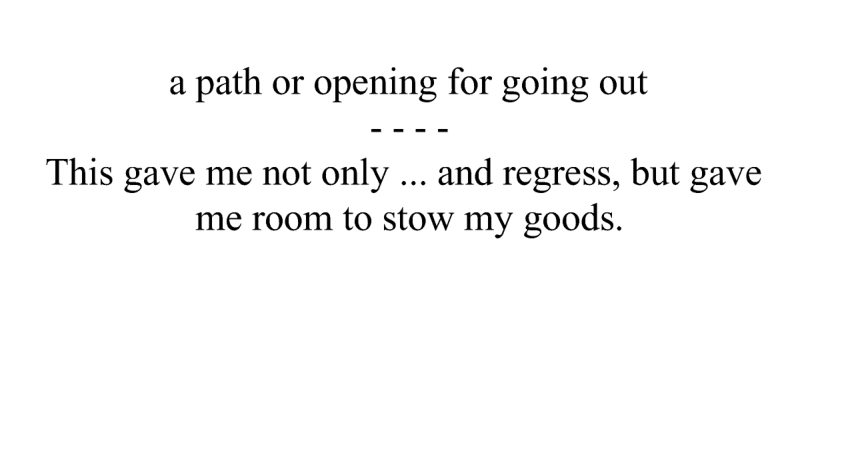 a path or opening for going out
- - - -
This gave me not only ... and regress, but gave
me room to stow my goods.